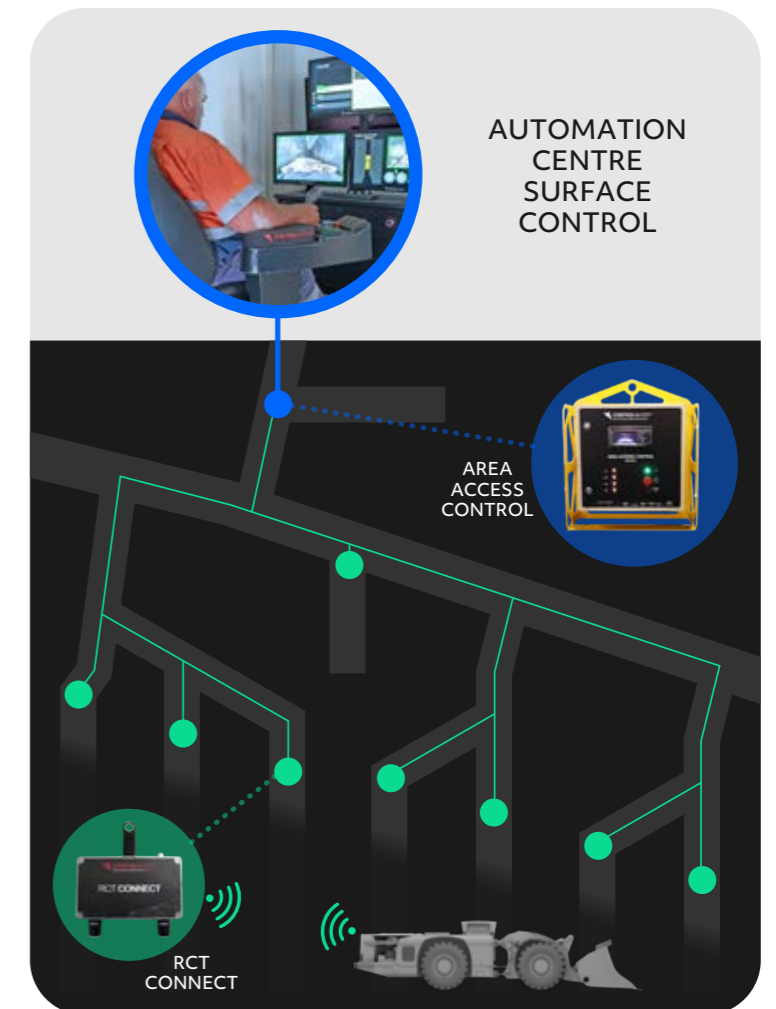 AUTOMATION
CENTRE
SURFACE
CONTROL
AREA
ACCESS
CONTROL
RCT CONNECT
RCT
CONNECT